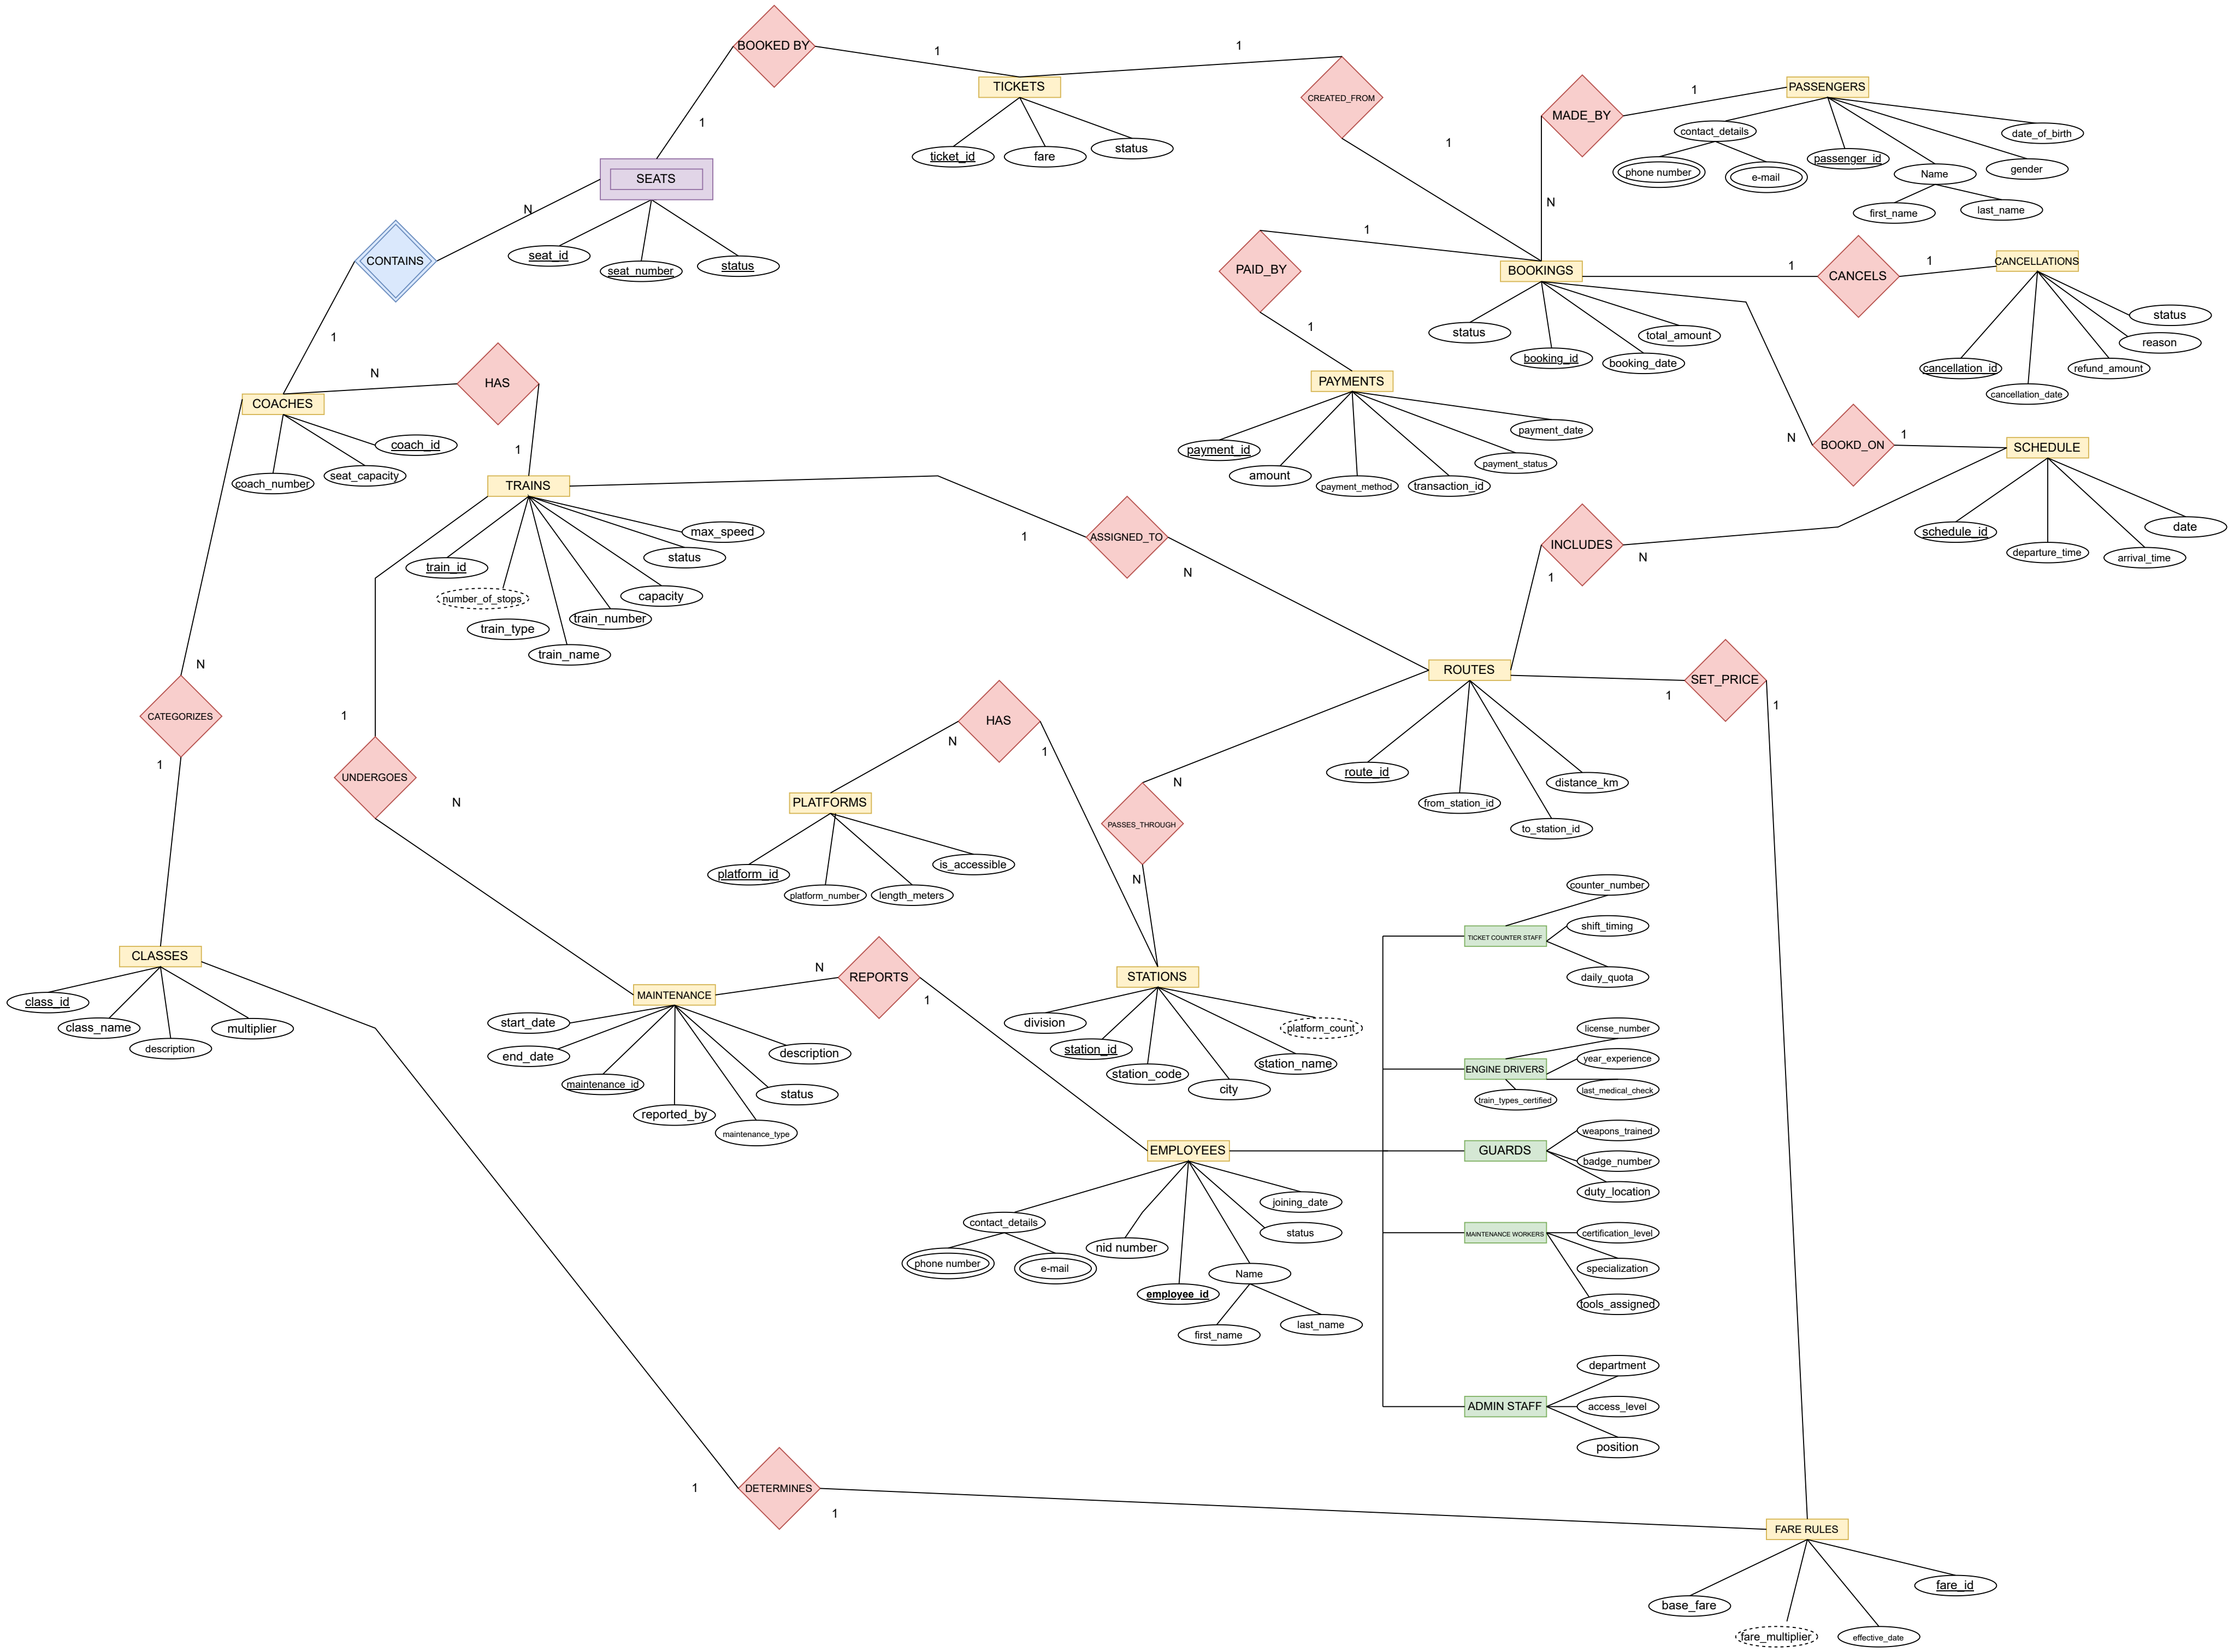 BOOKED BY
1
1
TICKETS
CREATED_FROM
ticket_id
fare
status
1
SEATS
seat_id
seat_number
status
N
CONTAINS
1
MADE_BY
1
PASSENGERS
contact_details
phone number
e-mail
passenger_id
Name
first_name
last_name
gender
date_of_birth
1
N
1
PAID_BY
BOOKINGS
status
booking_id
booking_date
total_amount
1
CANCELS
1
CANCELLATIONS
cancellation_id
cancellation_date
refund_amount
reason
status
1
PAYMENTS
payment_id
amount
payment_method
transaction_id
payment_status
payment_date
N
BOOKD_ON
1
SCHEDULE
schedule_id
departure_time
arrival_time
date
N
HAS
1
COACHES
coach_number
seat_capacity
coach_id
TRAINS
train_id
number_of_stops
train_type
train_name
train_number
capacity
status
max_speed
1
ASSIGNED_TO
N
INCLUDES
1
N
N
CATEGORIZES
1
1
UNDERGOES
N
ROUTES
route_id
from_station_id
to_station_id
distance_km
1
SET_PRICE
1
HAS
N
1
PLATFORMS
platform_id
platform_number
length_meters
is_accessible
N
PASSES_THROUGH
N
CLASSES
class_id
class_name
description
multiplier
MAINTENANCE
start_date
end_date
maintenance_id
reported_by
maintenance_type
status
description
N
REPORTS
1
STATIONS
division
station_id
station_code
city
station_name
platform_count
EMPLOYEES
contact_details
phone number
e-mail
nid number
employee_id
Name
first_name
last_name
status
joining_date
TICKET COUNTER STAFF
counter_number
shift_timing
daily_quota
ENGINE DRIVERS
license_number
year_experience
last_medical_check
train_types_certified
GUARDS
weapons_trained
badge_number
duty_location
MAINTENANCE WORKERS
certification_level
specialization
tools_assigned
ADMIN STAFF
department
access_level
position
1
DETERMINES
1
FARE RULES
base_fare
fare_multiplier
effective_date
fare_id